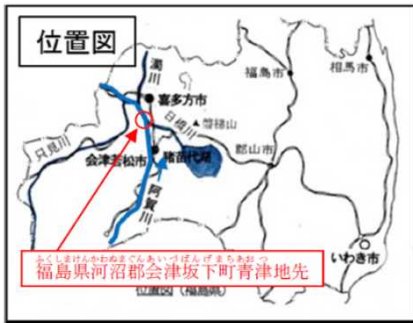 位置図
濁川
福島市
相馬市
喜多方市
日橋川
磐梯山
只見川
会津若松市
猪苗代湖
郡山市
阿賀川
いわき市
ふくしまけんかわぬまぐんあいづばんげまちあおつ
福島県河沼郡会津坂下町青津地先
位置図(福島県)